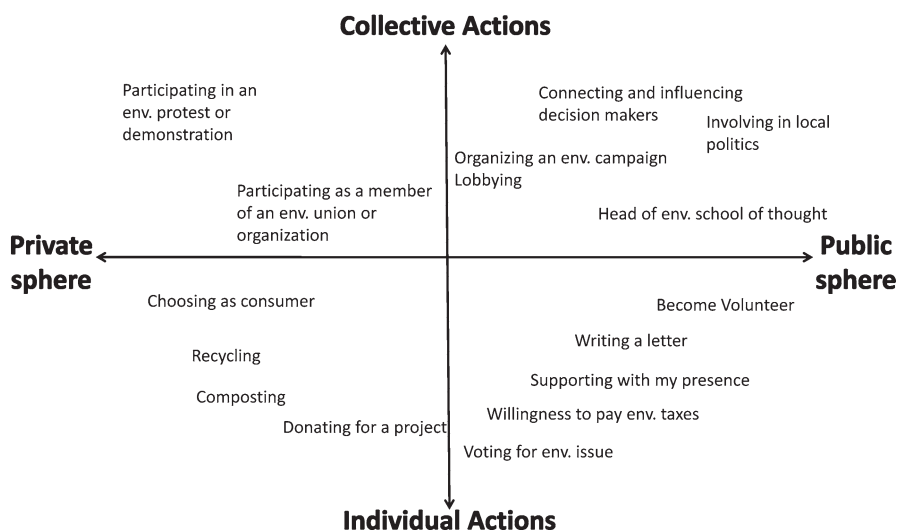 Collective Actions
Participating in an
env. protest or
demonstration
Connecting and influencing
decision makers
Involving in local
politics
Organizing an env. campaign
Lobbying
Participating as a member
of an env. union or
organization
Head of env. school of thought
Private
sphere
Public
sphere
Choosing as consumer
Become Volunteer
Writing a letter
Recycling
Supporting with my presence
Composting
Willingness to pay env. taxes
Donating for a project
Voting for env. issue
Individual Actions